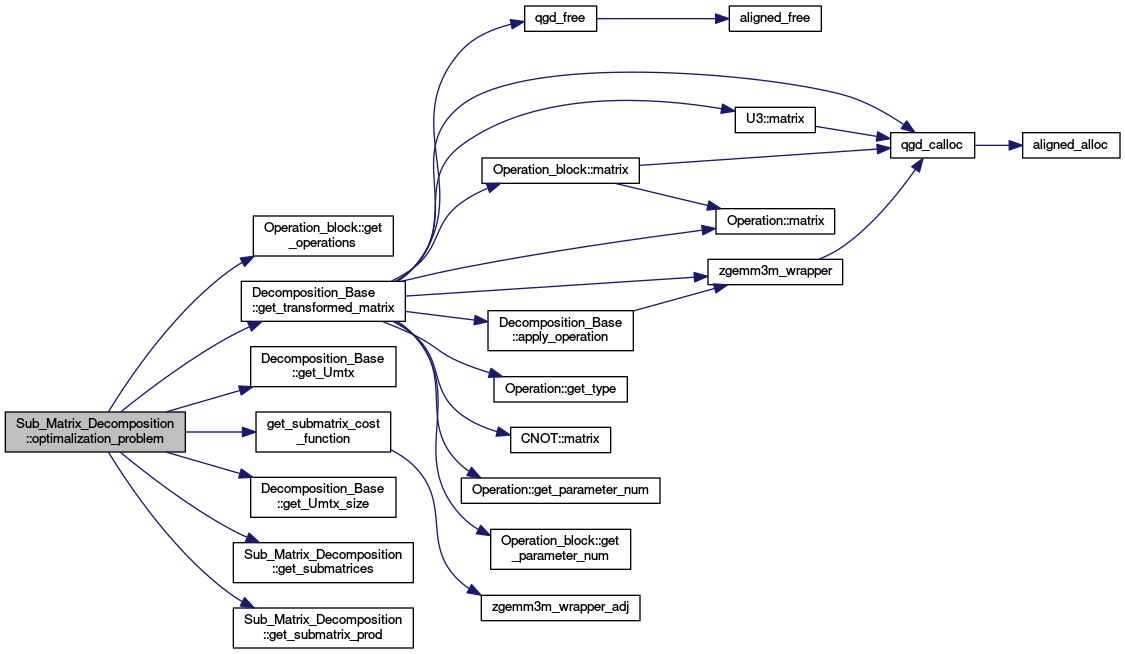 qgd_free
aligned_free
U3::matrix
qgd_calloc
aligned_alloc
Operation_block::matrix
Operation::matrix
Operation_block::get
_operations
zgemm3m_wrapper
Decomposition_Base
::get_transformed_matrix
Decomposition_Base
::apply_operation
Decomposition_Base
::get_Umtx
Operation::get_type
Sub_Matrix_Decomposition
::optimalization_problem
get_submatrix_cost
_function
CNOT::matrix
Decomposition_Base
::get_Umtx_size
Operation::get_parameter_num
Sub_Matrix_Decomposition
::get_submatrices
Operation_block::get
_parameter_num
Sub_Matrix_Decomposition
::get_submatrix_prod
zgemm3m_wrapper_adj